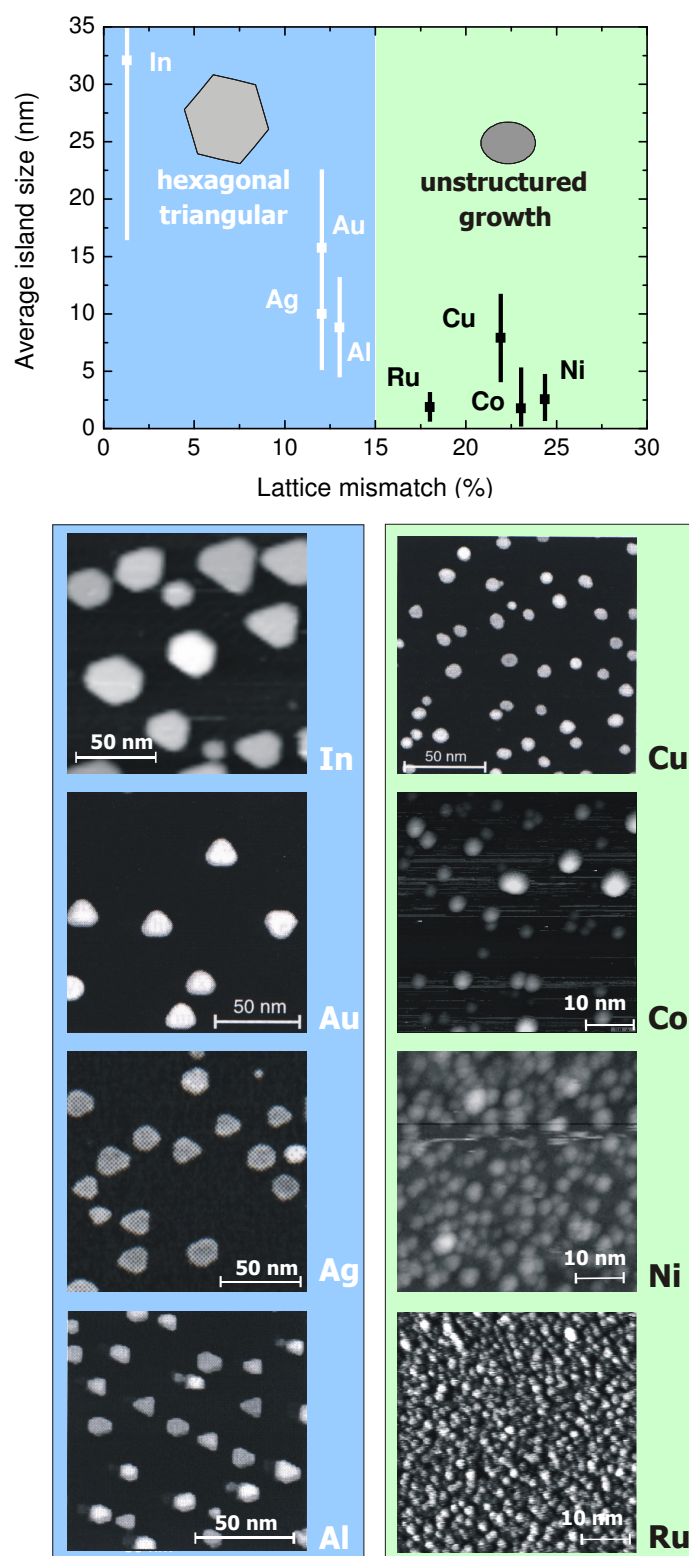 35
30
25
20
15
10
5
0
Average island size (nm)
In
hexagonal
triangular
unstructured
growth
Au
Ag
Al
Cu
Ru
Co
Ni
0
5
10
15
20
25
30
Lattice mismatch (%)
50 nm
In
50 nm
Cu
50 nm
Au
10 nm
Co
50 nm
Ag
10 nm
Ni
50 nm
Al
10 nm
Ru